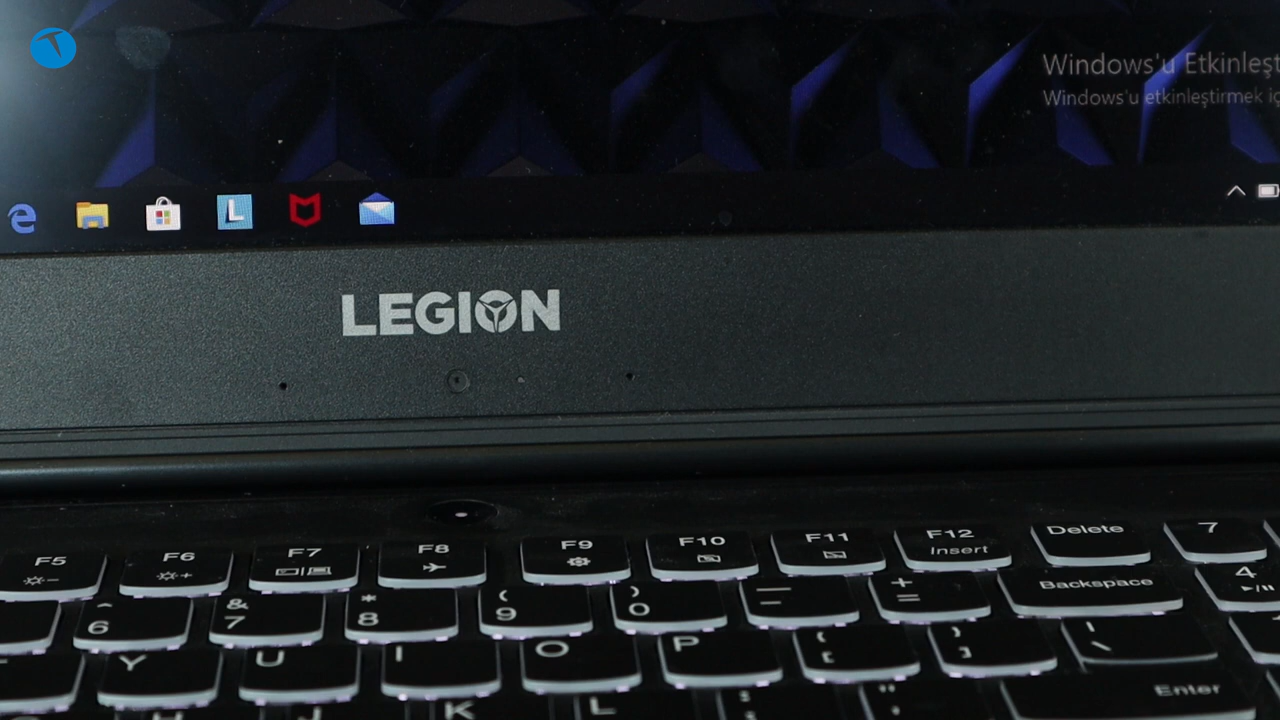 Windows'u Etkinleşt
Windows'u etkinleştirmek iç
LEGION
F5
F6
F7
F8
F9
F10
F11
F12
Insert
Delete
7
^
6
&
7
*
8
(
9
)
0
—
+
=
Backspace
4
Y
U
I
O
P
{
[
}
]
\
Enter
K
L